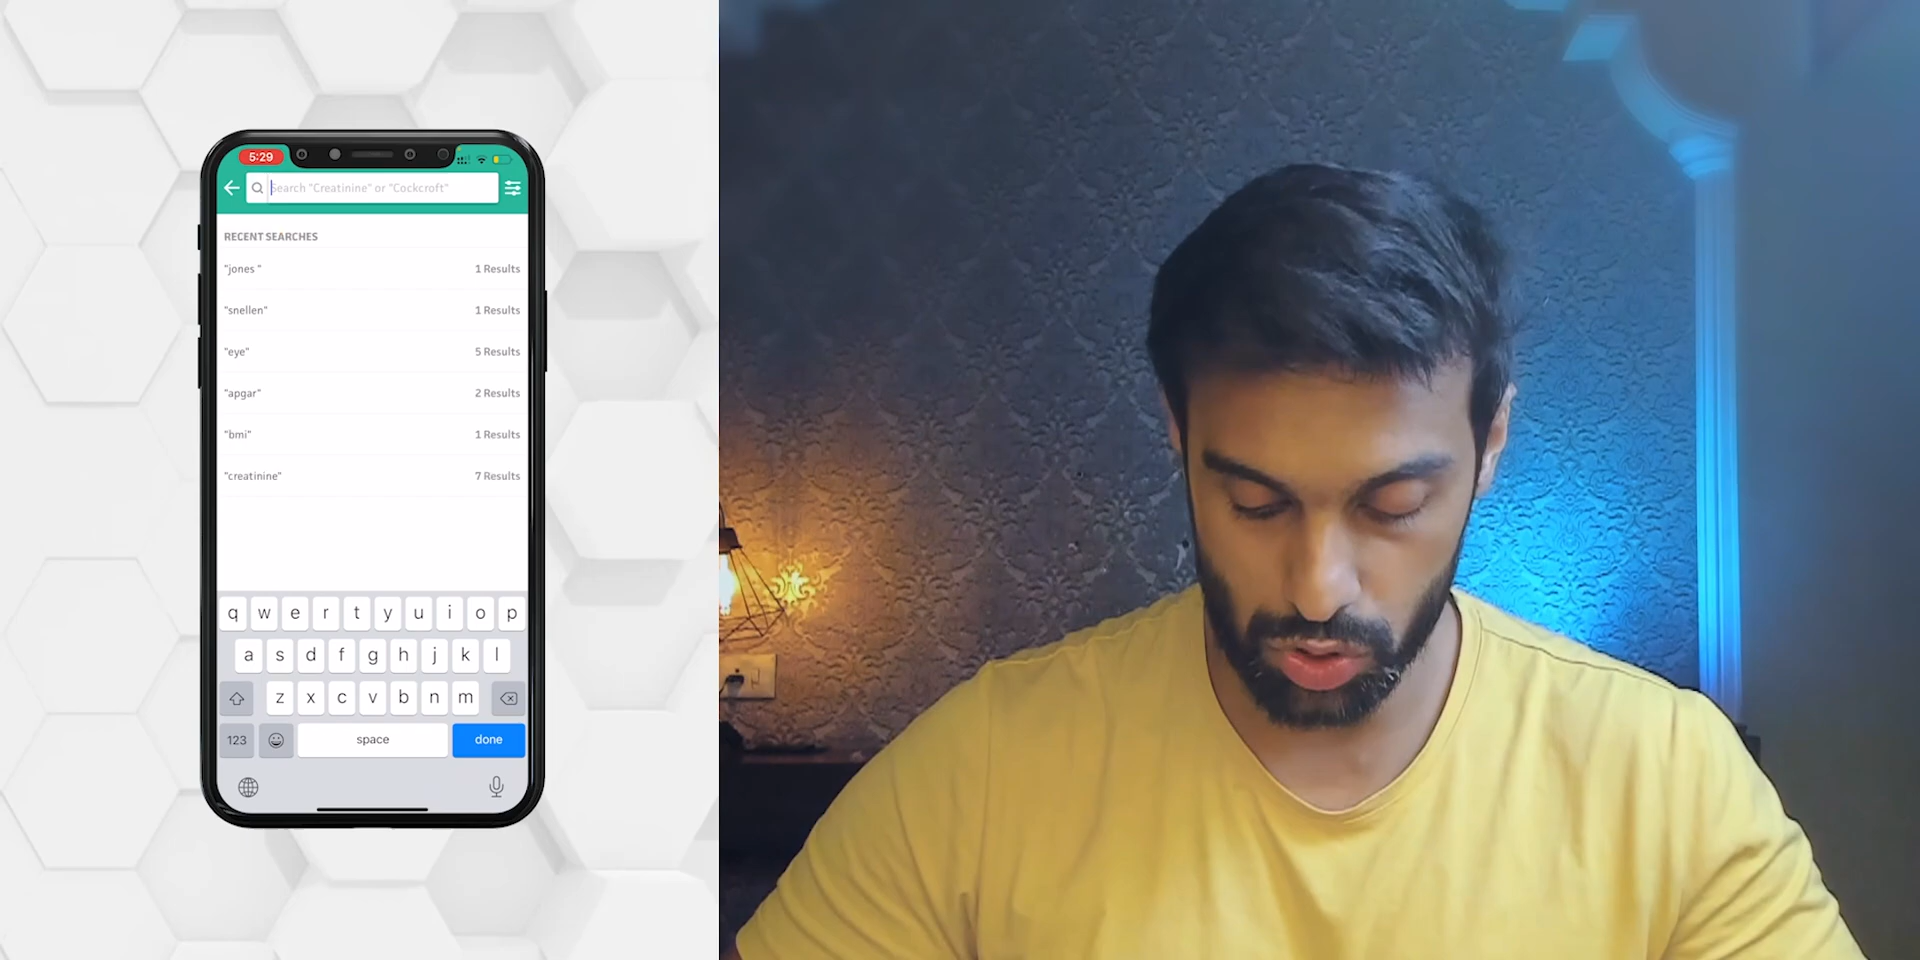 5:29
Search "Creatinine" or "Cockcroft"
RECENT SEARCHES
"jones " 1 Results
"snellen" 1 Results
"eye" 5 Results
"apgar" 2 Results
"bmi" 1 Results
"creatinine" 7 Results
q w e r t y u i o p
a s d f g h j k l
z x c v b n m
123 space done